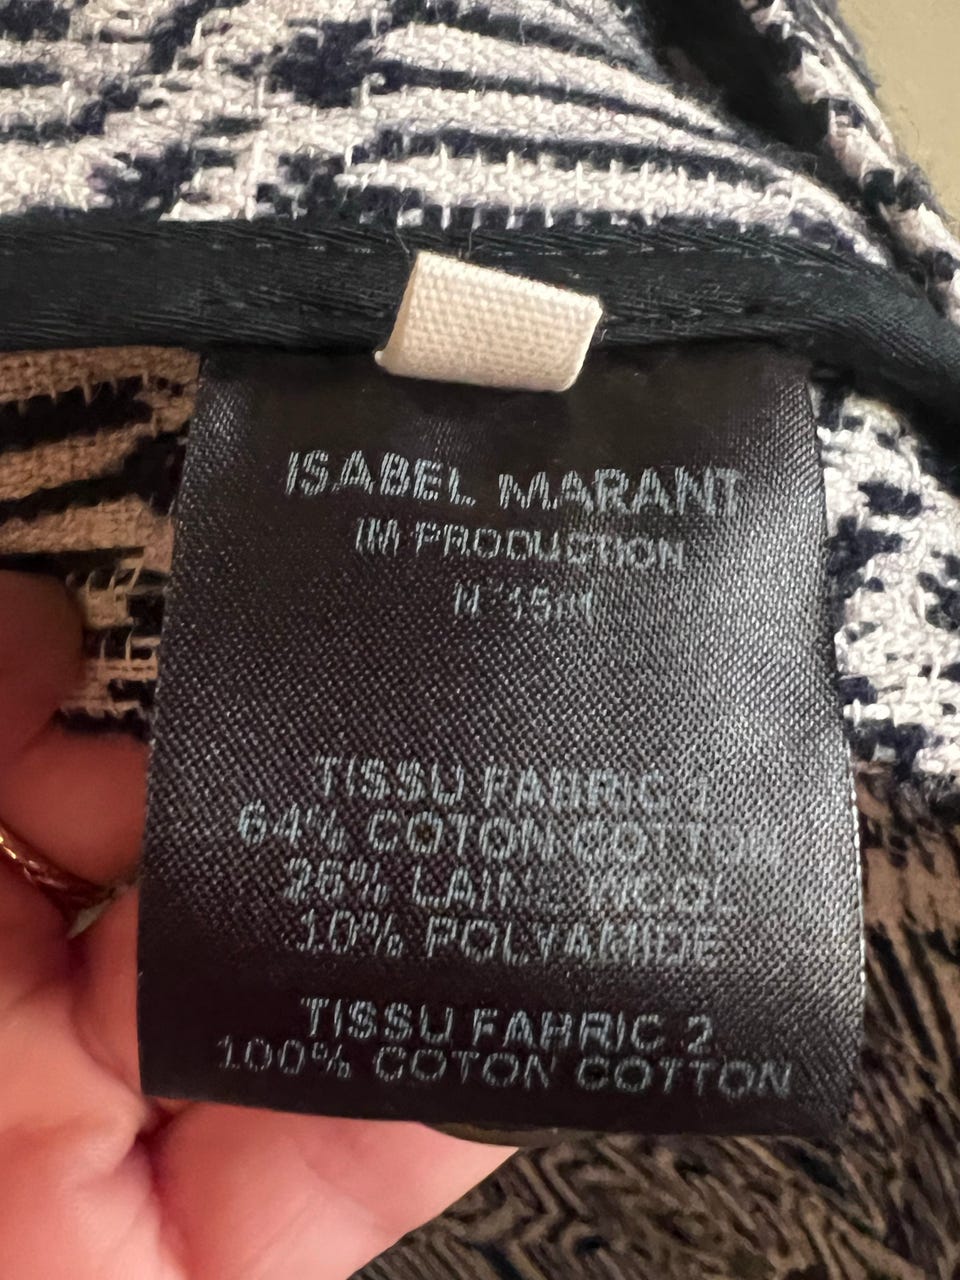 ISABEL MARANT
IM PRODUCTION
TISSU FABRIC 1
64% COTON COTTON
26% LAINE WOOL
10% POLYAMIDE
TISSU FABRIC 2
100% COTON COTTON